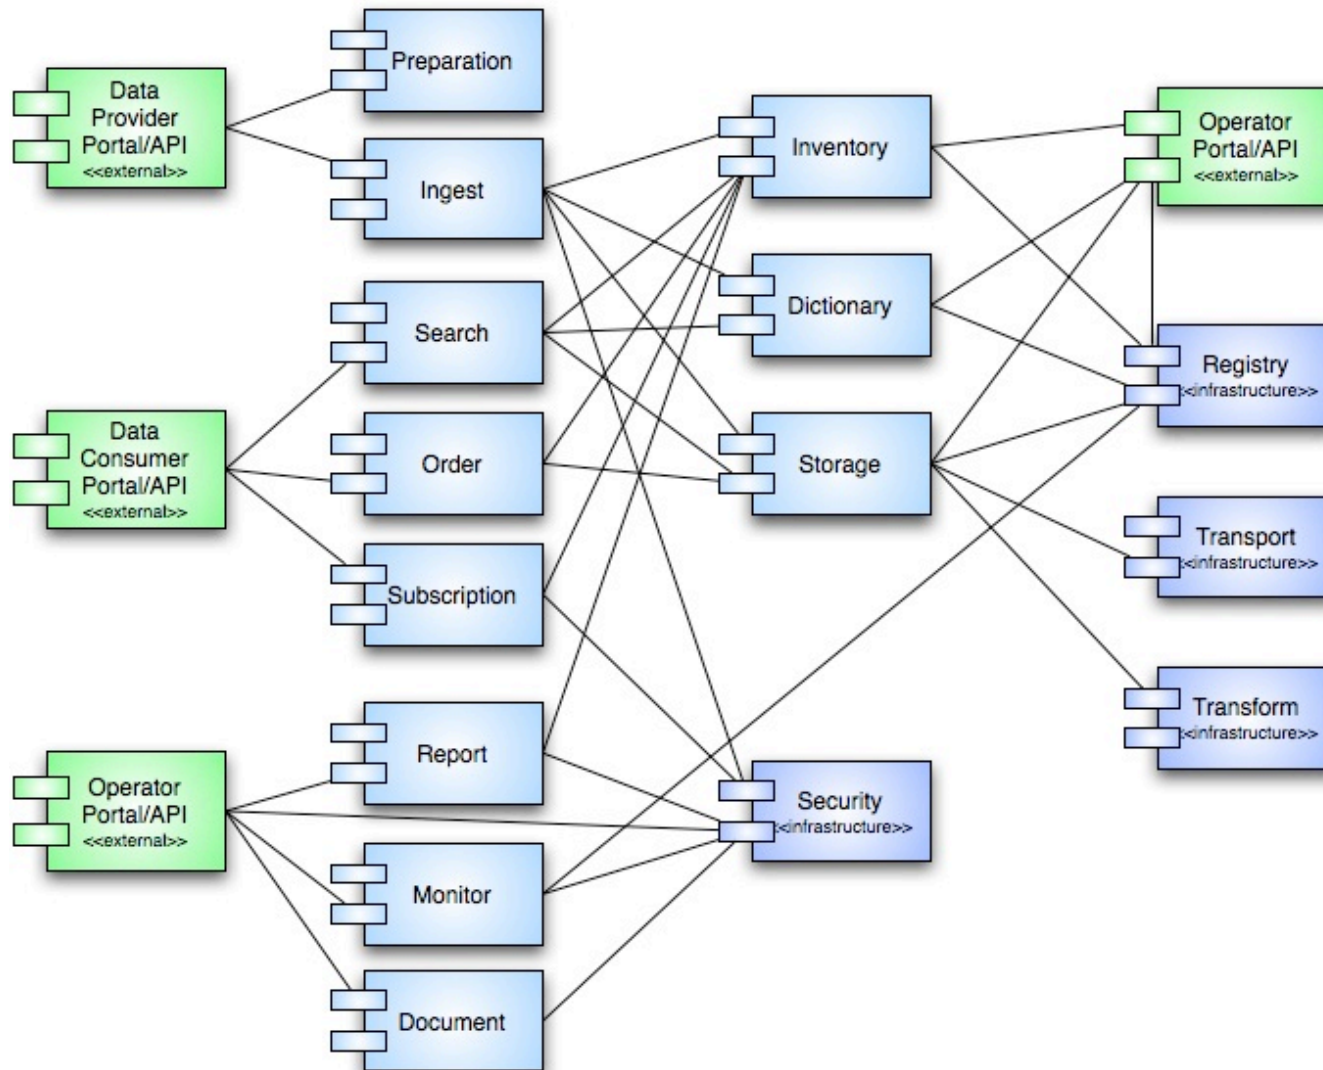 Data
Provider
Portal/API
<<external>>
Preparation
Ingest
Data
Consumer
Portal/API
<<external>>
Search
Order
Subscription
Operator
Portal/API
<<external>>
Report
Monitor
Document
Inventory
Dictionary
Storage
Security
<<infrastructure>>
Operator
Portal/API
<<external>>
Registry
<<infrastructure>>
Transport
<<infrastructure>>
Transform
<<infrastructure>>